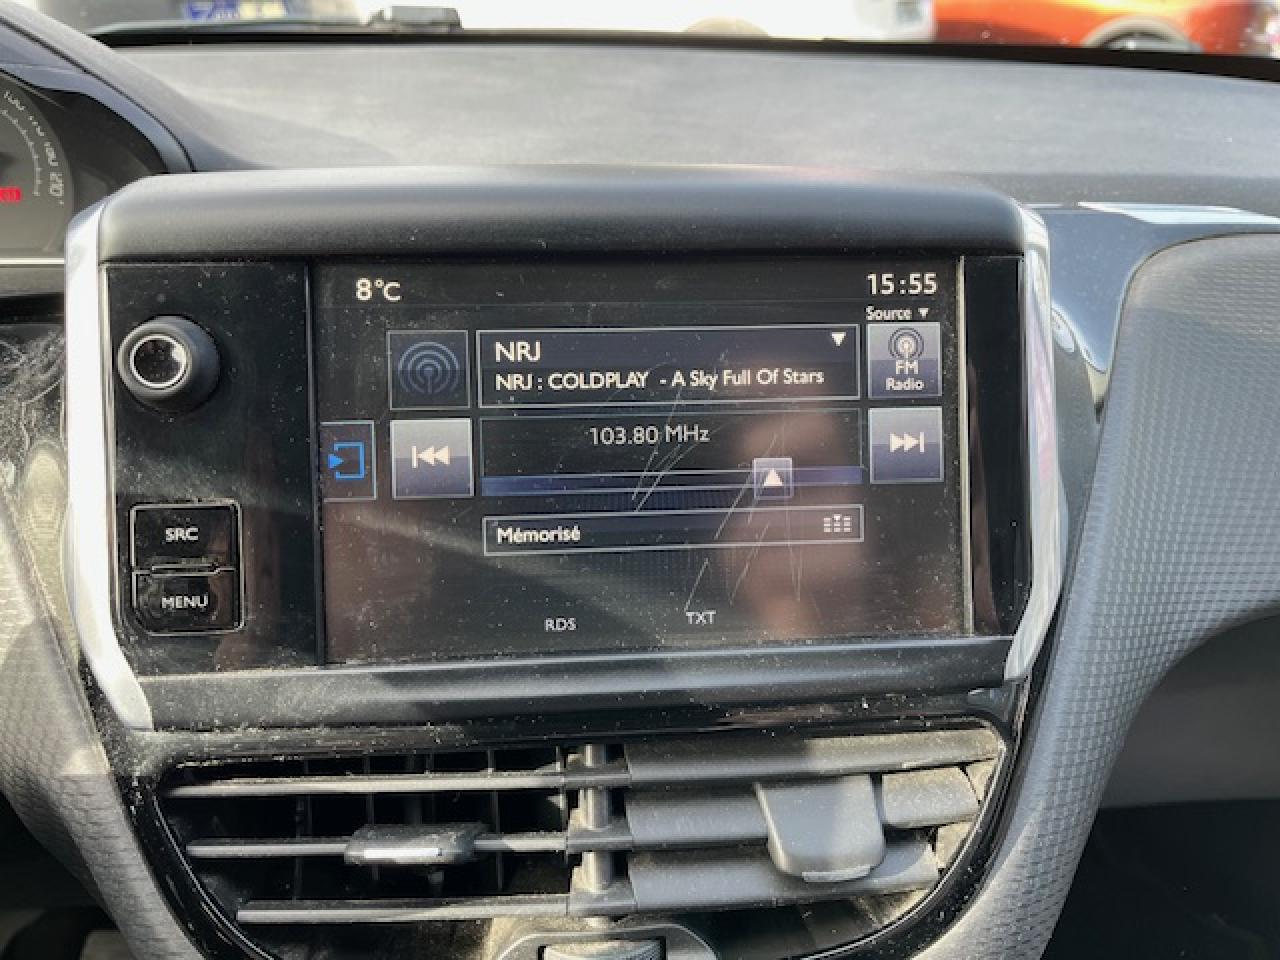 8°C
15:55
Source
NRJ
NRJ : COLDPLAY - A Sky Full Of Stars
FM
Radio
103.80 MHz
SRC
Mémorisé
MENU
RDS
TXT